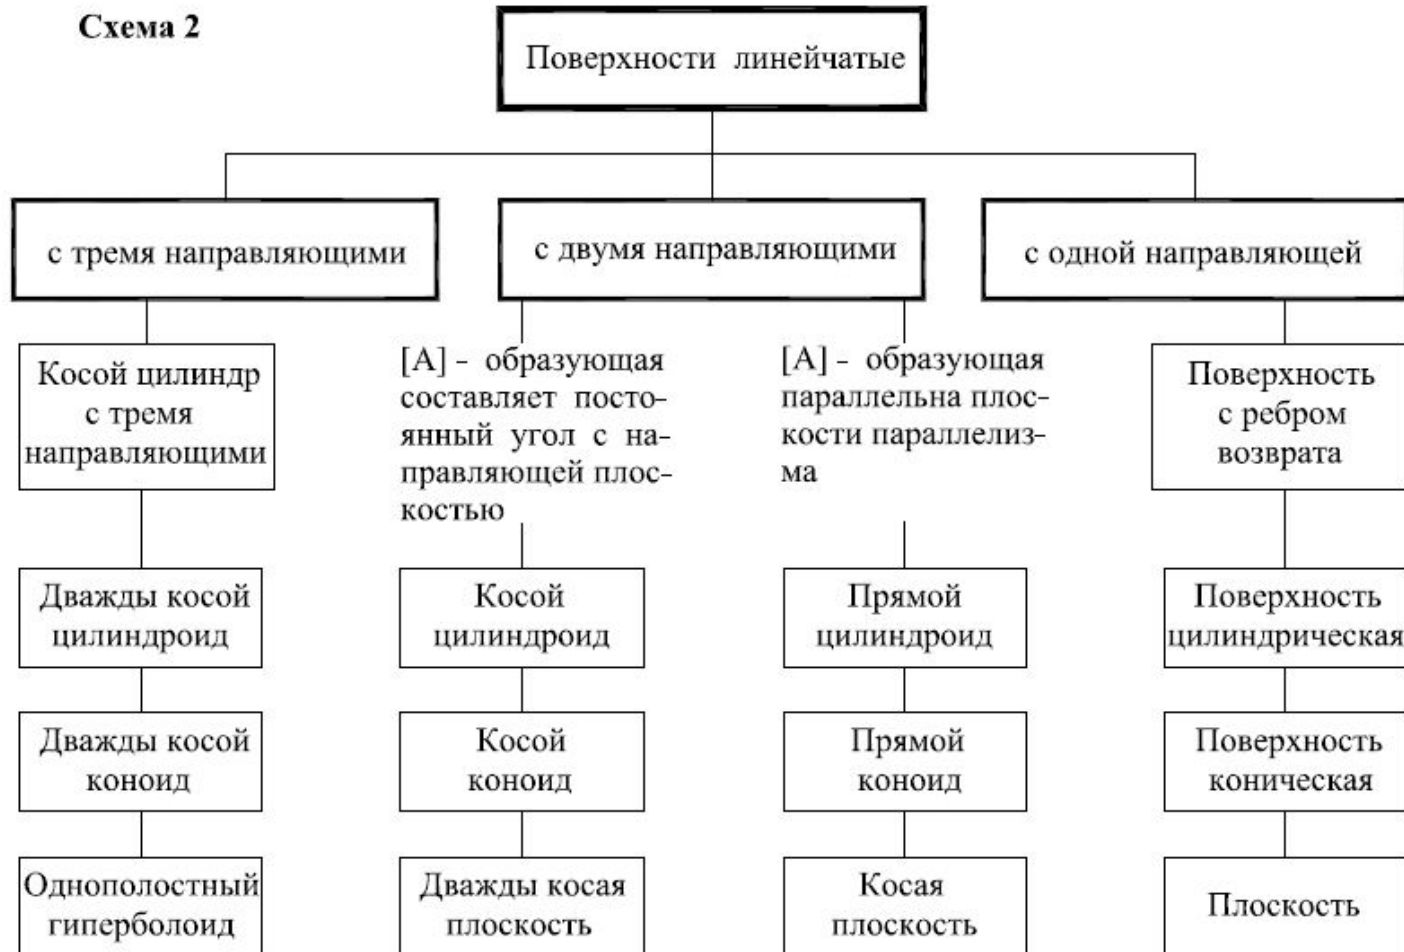 Схема 2
Поверхности линейчатые
с тремя направляющими
с двумя направляющими
с одной направляющей
Косой цилиндр
с тремя
направляющими
[А] – образующая
составляет посто–
янный угол с на–
правляющей плос–
костью
[А] – образующая
параллельна плос–
кости параллелиз–
ма
Поверхность
с ребром
возврата
Дважды косой
цилиндроид
Косой
цилиндроид
Прямой
цилиндроид
Поверхность
цилиндрическая
Дважды косой
коноид
Косой
коноид
Прямой
коноид
Поверхность
коническая
Однополостный
гиперболоид
Дважды косая
плоскость
Косая
плоскость
Плоскость